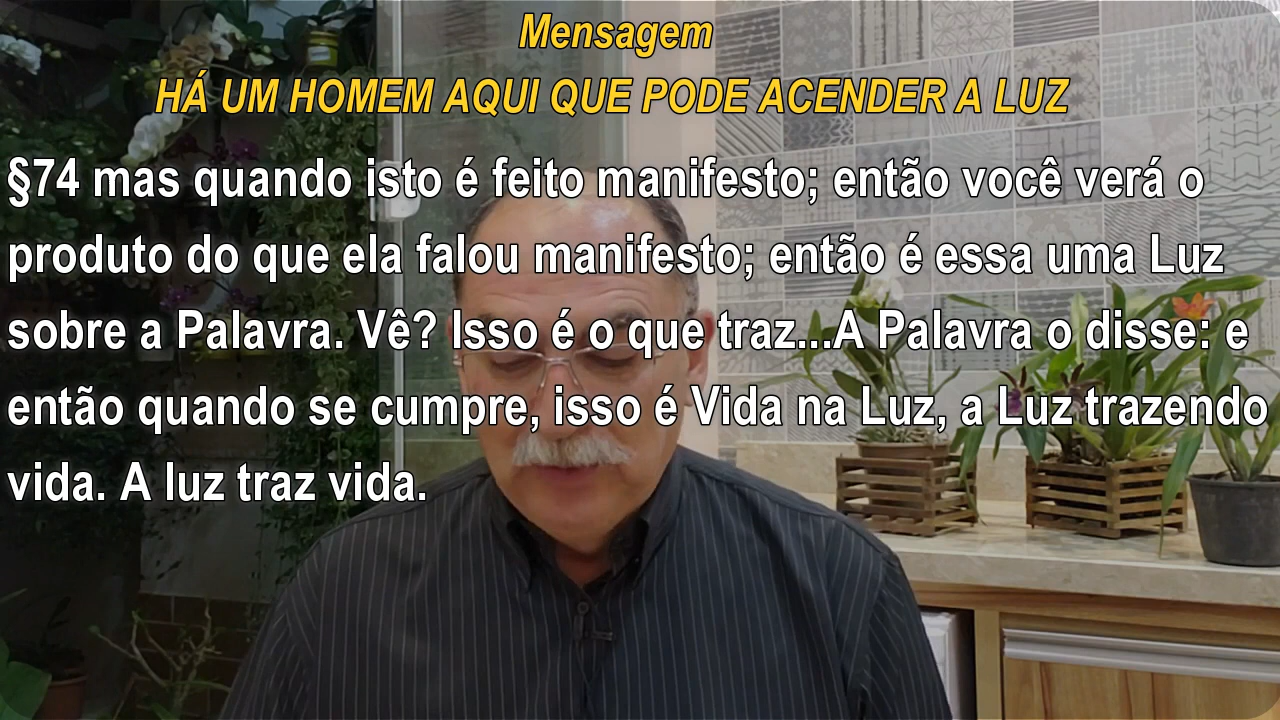 Mensagem
HÁ UM HOMEM AQUI QUE PODE ACENDER A LUZ
§74 mas quando isto é feito manifesto; então você verá o
produto do que ela falou manifesto; então é essa uma Luz
sobre a Palavra. Vê? Isso é o que traz...A Palavra o disse: e
então quando se cumpre, isso é Vida na Luz, a Luz trazendo
vida. A luz traz vida.